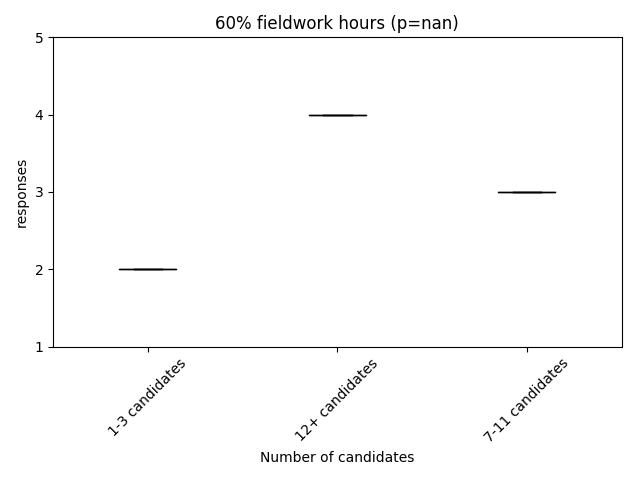 60% fieldwork hours (p=nan)
5
4
3
2
1
responses
1-3 candidates
12+ candidates
7-11 candidates
Number of candidates